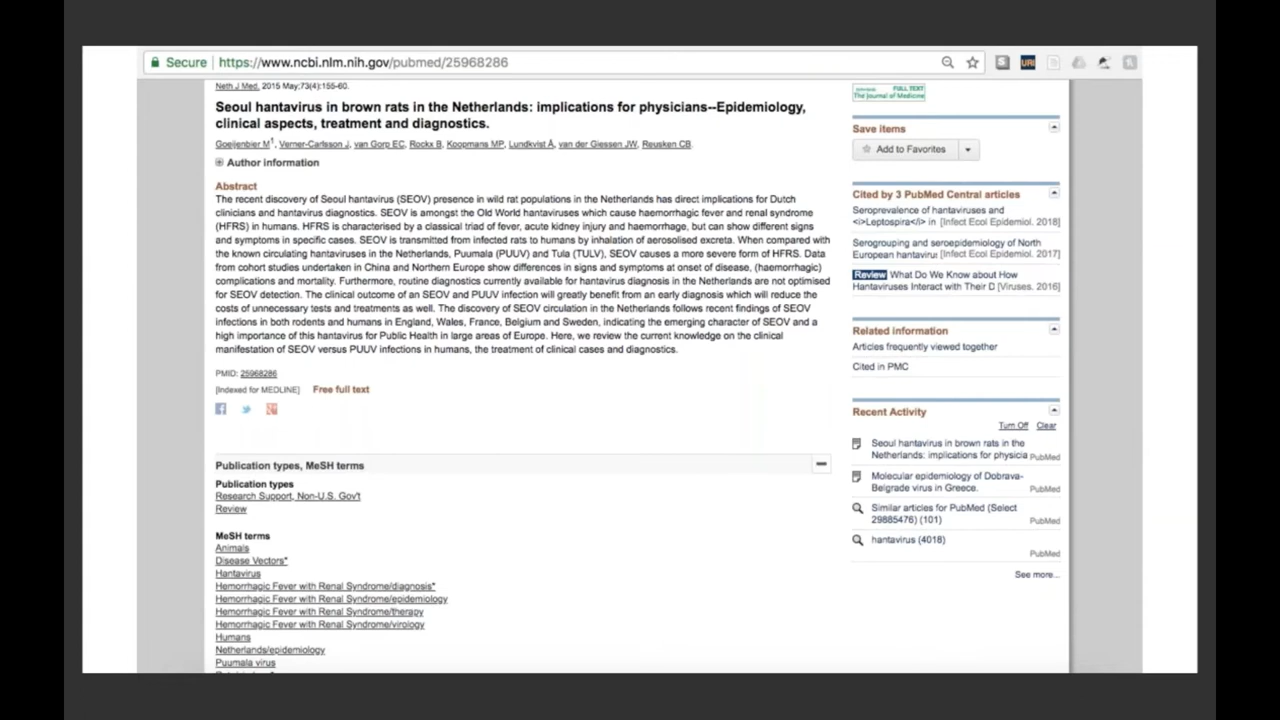 Secure https://www.ncbi.nlm.nih.gov/pubmed/25968286
Neth J Med. 2015 May;73(4):155-60.
Seoul hantavirus in brown rats in the Netherlands: implications for physicians--Epidemiology,
clinical aspects, treatment and diagnostics.
Goeijenbier M1, Verner-Carlsson J, van Gorp EC, Rockx B, Koopmans MP, Lundkvist Å, van der Giessen JW, Reusken CB.
Author information
Abstract
The recent discovery of Seoul hantavirus (SEOV) presence in wild rat populations in the Netherlands has direct implications for Dutch
clinicians and hantavirus diagnostics. SEOV is amongst the Old World hantaviruses which cause haemorrhagic fever and renal syndrome
(HFRS) in humans. HFRS is characterised by a classical triad of fever, acute kidney injury and haemorrhage, but can show different signs
and symptoms in specific cases. SEOV is transmitted from infected rats to humans by inhalation of aerosolised excreta. When compared with
the known circulating hantaviruses in the Netherlands, Puumala (PUUV) and Tula (TULV), SEOV causes a more severe form of HFRS. Data
from cohort studies undertaken in China and Northern Europe show differences in signs and symptoms at onset of disease, (haemorrhagic)
complications and mortality. Furthermore, routine diagnostics currently available for hantavirus diagnosis in the Netherlands are not optimised
for SEOV detection. The clinical outcome of an SEOV and PUUV infection will greatly benefit from an early diagnosis which will reduce the
costs of unnecessary tests and treatments as well. The discovery of SEOV circulation in the Netherlands follows recent findings of SEOV
infections in both rodents and humans in England, Wales, France, Belgium and Sweden, indicating the emerging character of SEOV and a
high importance of this hantavirus for Public Health in large areas of Europe. Here, we review the current knowledge on the clinical
manifestation of SEOV versus PUUV infections in humans, the treatment of clinical cases and diagnostics.
PMID: 25968286
[Indexed for MEDLINE] Free full text
Publication types, MeSH terms
Publication types
Research Support, Non-U.S. Gov't
Review
MeSH terms
Animals
Disease Vectors*
Hantavirus
Hemorrhagic Fever with Renal Syndrome/diagnosis*
Hemorrhagic Fever with Renal Syndrome/epidemiology
Hemorrhagic Fever with Renal Syndrome/therapy
Hemorrhagic Fever with Renal Syndrome/virology
Humans
Netherlands/epidemiology
Puumala virus
FULL TEXT
The Journal of Medicine
Save items
Add to Favorites
Cited by 3 PubMed Central articles
Seroprevalence of hantaviruses and
<i>Leptospira</i> in [Infect Ecol Epidemiol. 2018]
Serogrouping and seroepidemiology of North
European hantavirus [Infect Ecol Epidemiol. 2017]
Review What Do We Know about How
Hantaviruses Interact with Their D [Viruses. 2016]
Related information
Articles frequently viewed together
Cited in PMC
Recent Activity
Turn Off Clear
Seoul hantavirus in brown rats in the
Netherlands: implications for physicia PubMed
Molecular epidemiology of Dobrava-
Belgrade virus in Greece. PubMed
Similar articles for PubMed (Select
29885476) (101) PubMed
hantavirus (4018)
PubMed
See more...